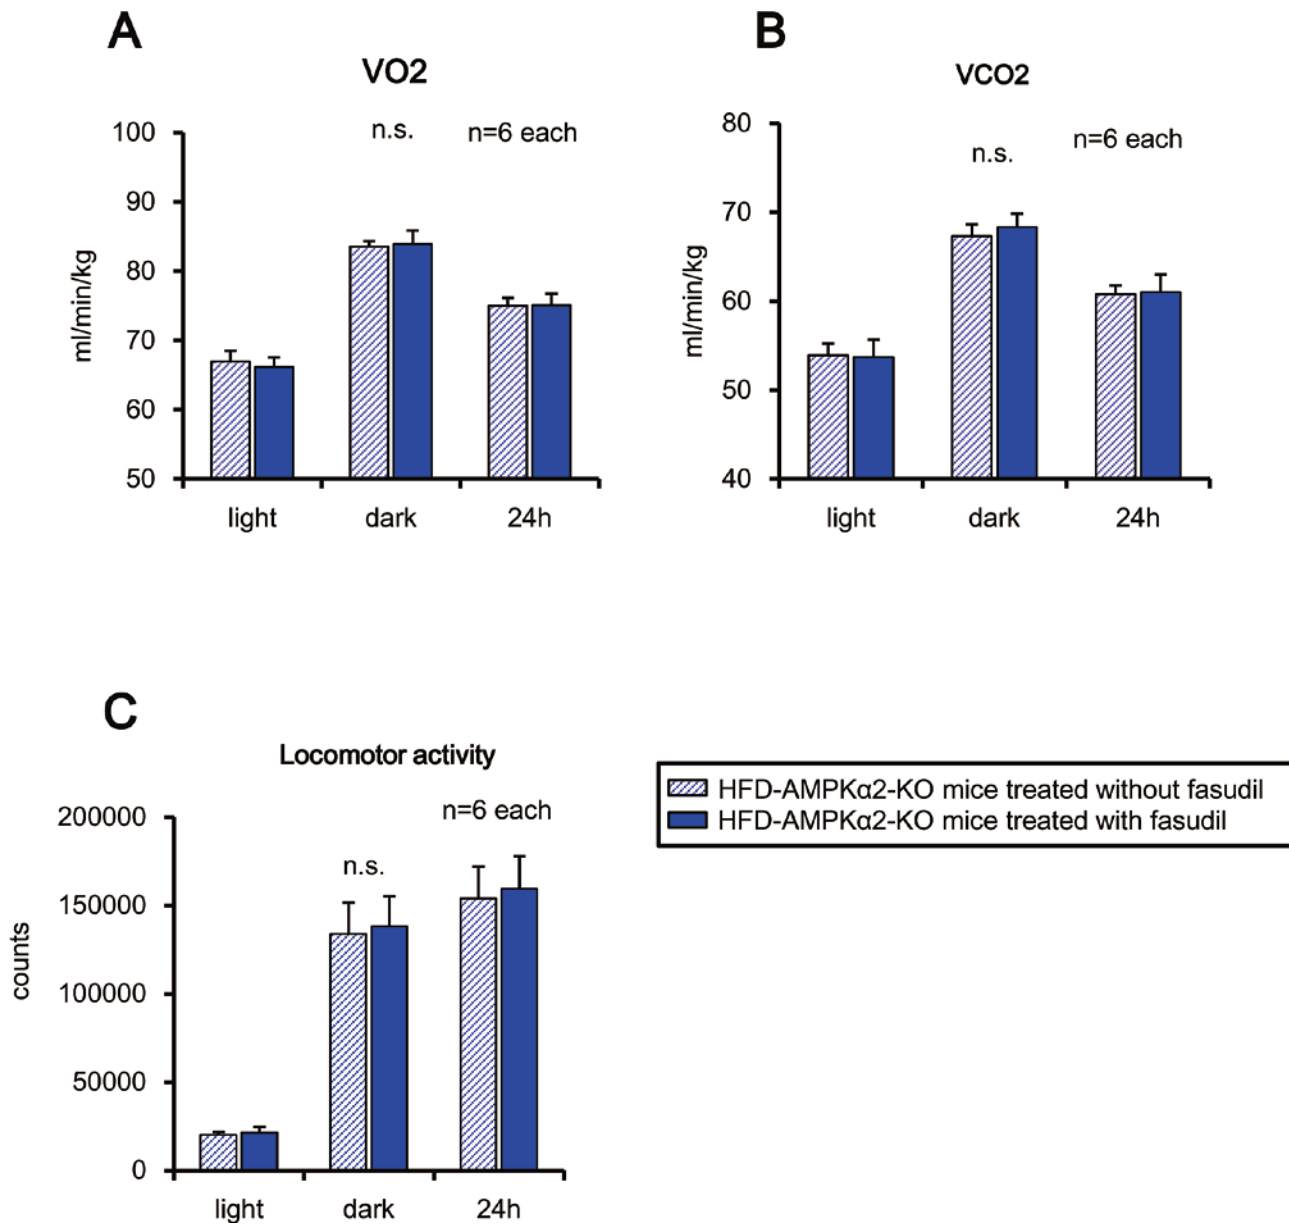 A
VO2
n.s.
n=6 each
100
90
80
70
60
50
ml/min/kg
light
dark
24h
B
VCO2
n.s.
n=6 each
80
70
60
50
40
ml/min/kg
light
dark
24h
C
Locomotor activity
n=6 each
n.s.
200000
150000
100000
50000
0
counts
light
dark
24h
HFD-AMPKα2-KO mice treated without fasudil
HFD-AMPKα2-KO mice treated with fasudil